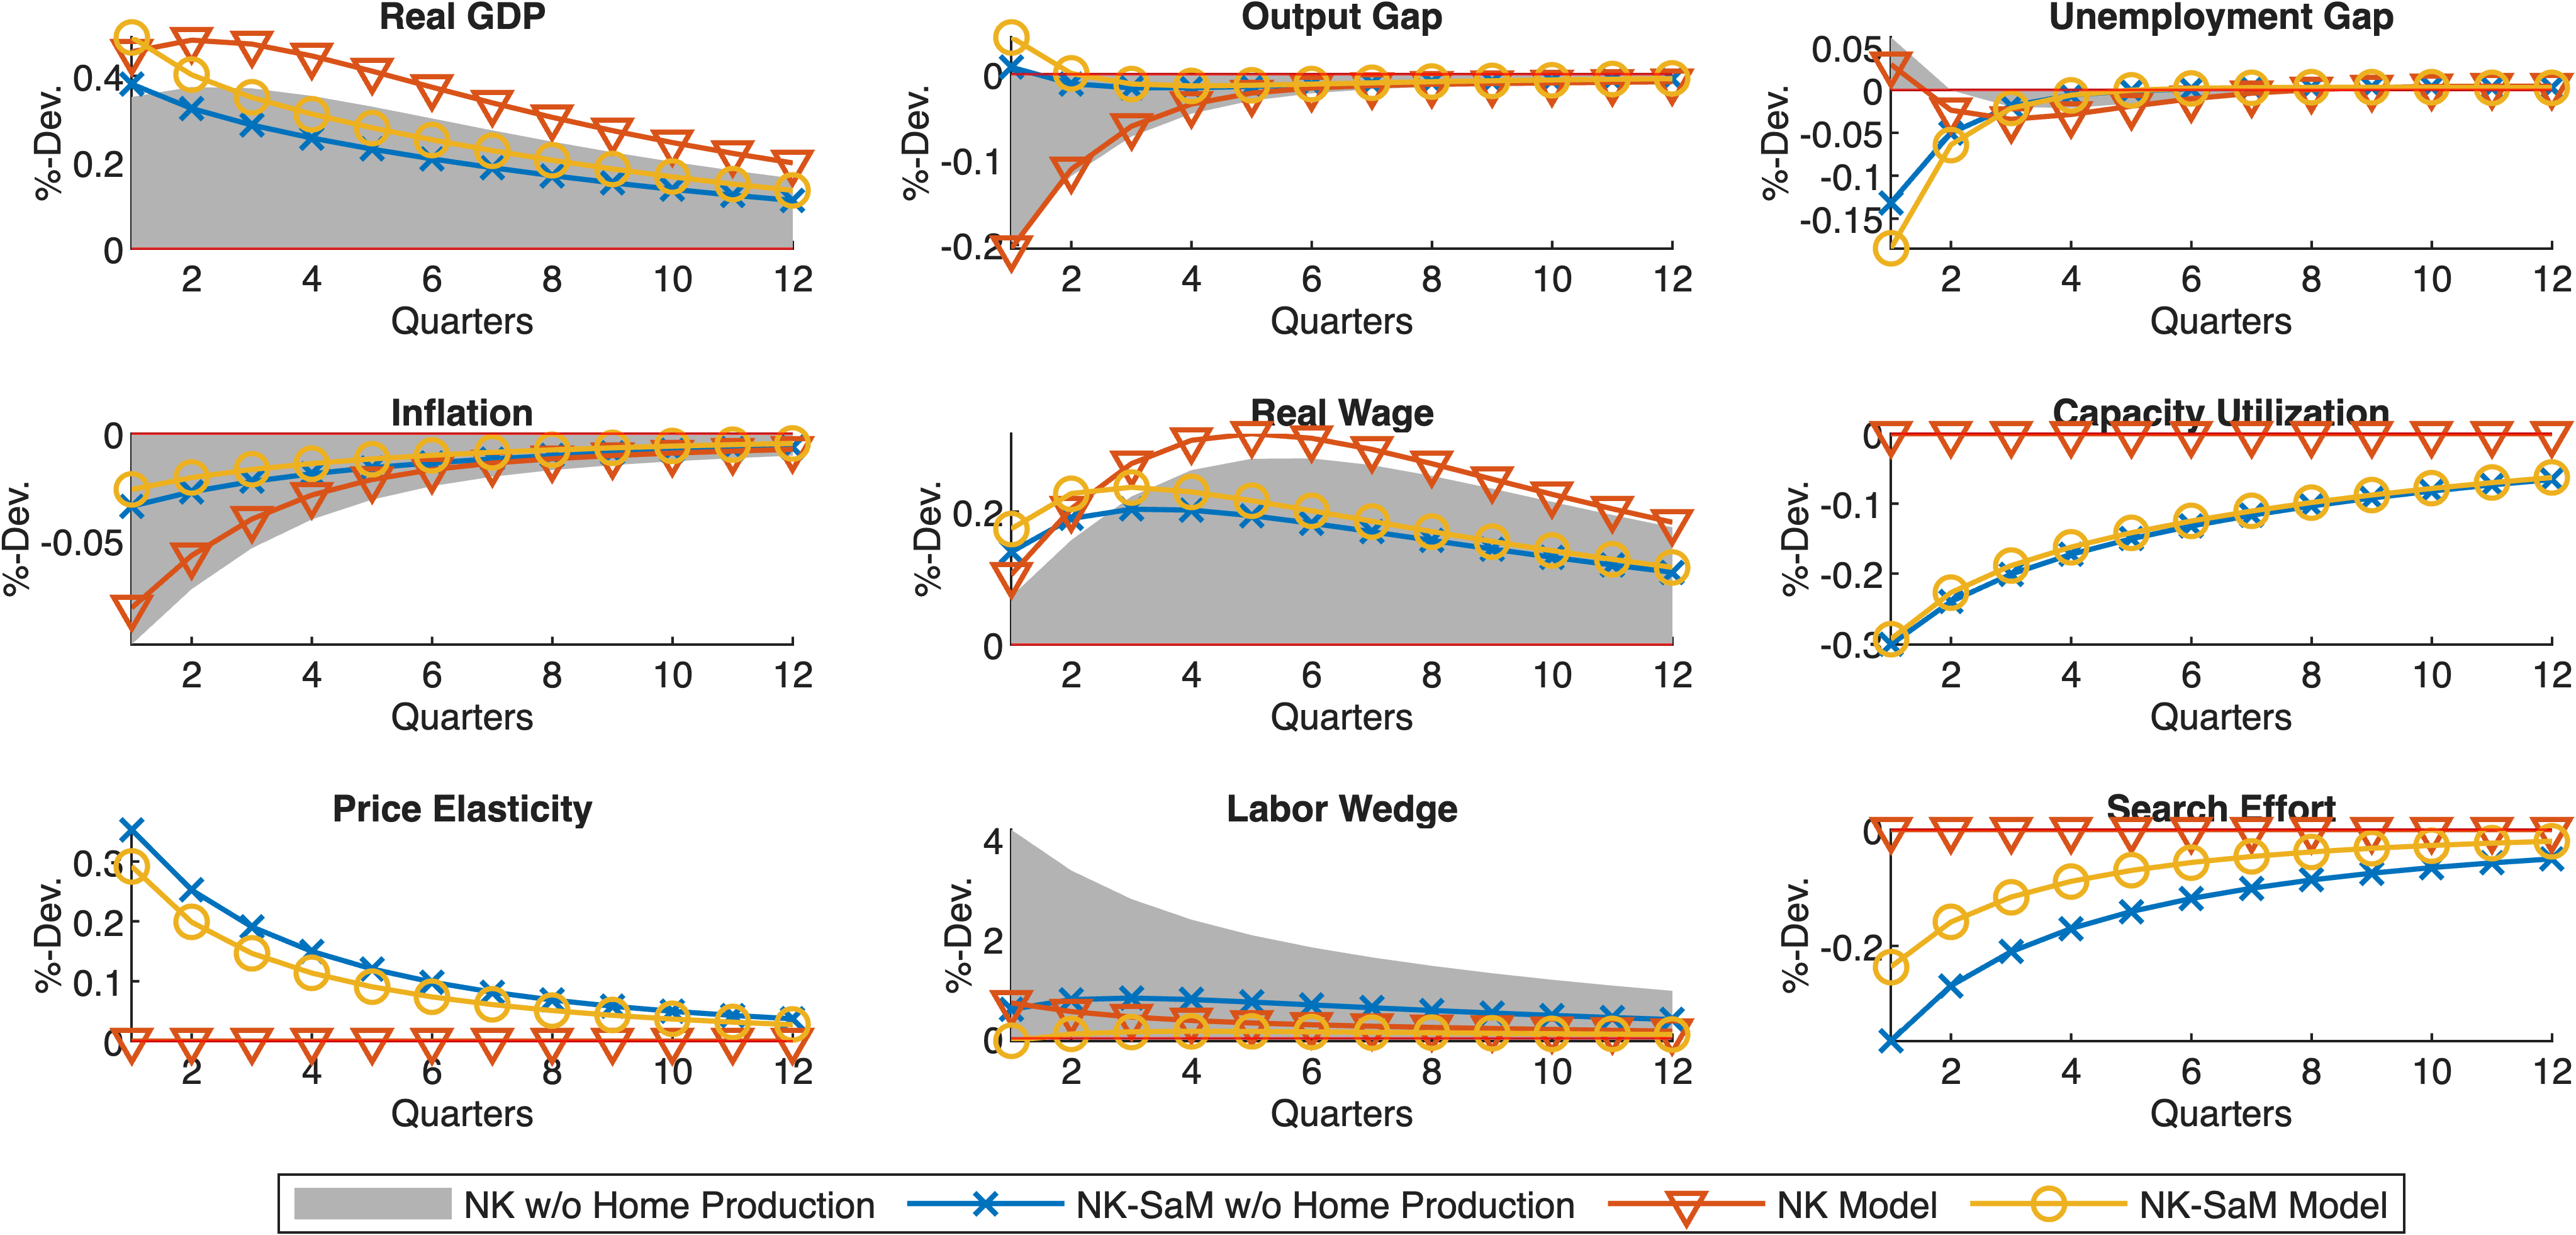 Real GDP
%-Dev.
0.4
0.2
0
2 4 6 8 10 12
Quarters
Output Gap
%-Dev.
0
-0.1
-0.2
2 4 6 8 10 12
Quarters
Unemployment Gap
%-Dev.
0.05
0
-0.05
-0.1
-0.15
2 4 6 8 10 12
Quarters
Inflation
%-Dev.
0
-0.05
2 4 6 8 10 12
Quarters
Real Wage
%-Dev.
0.2
0
2 4 6 8 10 12
Quarters
Capacity Utilization
%-Dev.
0
-0.1
-0.2
-0.3
2 4 6 8 10 12
Quarters
Price Elasticity
%-Dev.
0.3
0.2
0.1
0
2 4 6 8 10 12
Quarters
Labor Wedge
%-Dev.
4
2
0
2 4 6 8 10 12
Quarters
Search Effort
%-Dev.
0
-0.2
2 4 6 8 10 12
Quarters
NK w/o Home Production NK-SaM w/o Home Production NK Model NK-SaM Model